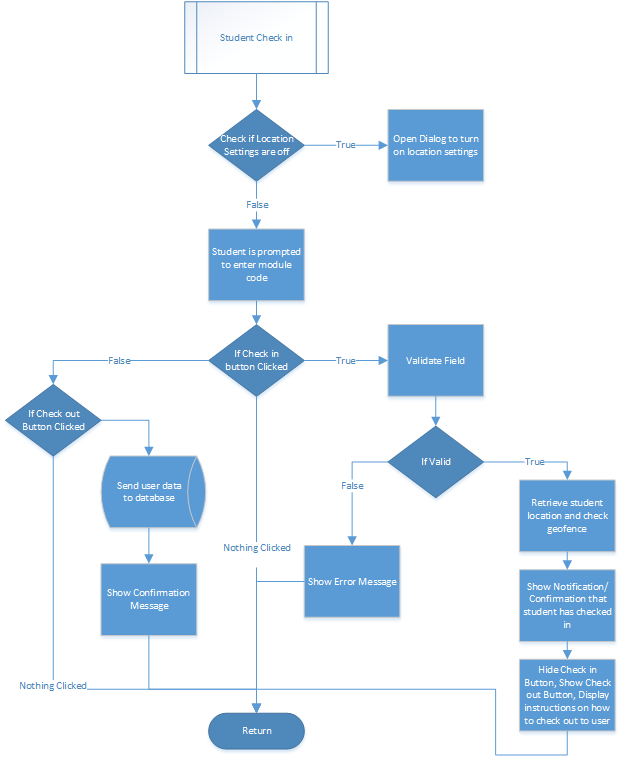 Student Check in
Check if Location
Settings are off
True
Open Dialog to turn
on location settings
False
Student is prompted
to enter module
code
If Check in
button Clicked
False
True
Validate Field
If Check out
Button Clicked
If Valid
True
False
Send user data
to database
Retrieve student
location and check
geofence
Nothing Clicked
Show Error Message
Show Confirmation
Message
Show Notification/
Confirmation that
student has checked
in
Hide Check in
Button, Show Check
out Button, Display
instructions on how
to check out to user
Nothing Clicked
Return